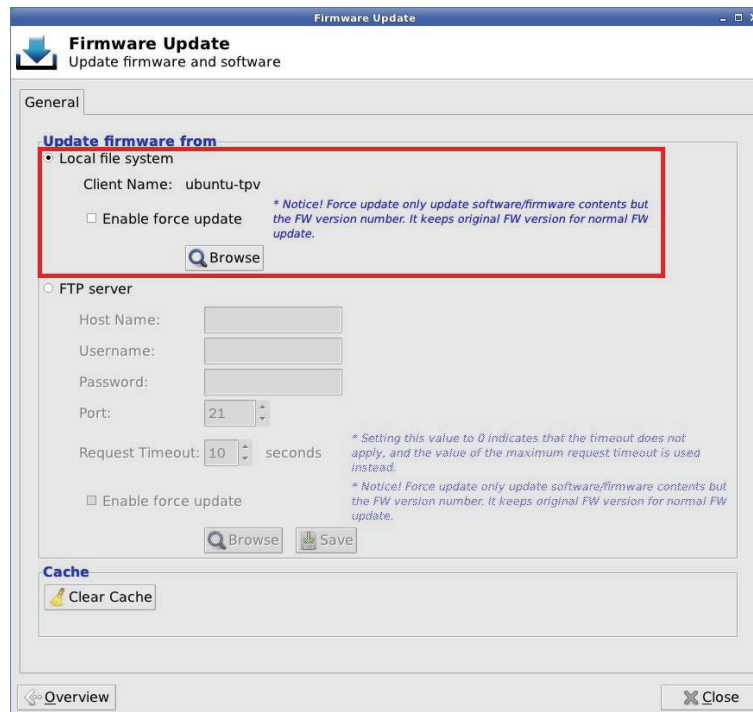 Firmware Update
Firmware Update
Update firmware and software
General
Update firmware from
Local file system
Client Name: ubuntu-tpv
Enable force update
* Notice! Force update only update software/firmware contents but
the FW version number. It keeps original FW version for normal FW
update.
Browse
FTP server
Host Name:
Username:
Password:
Port: 21
Request Timeout: 10 seconds
* Setting this value to 0 indicates that the timeout does not
apply, and the value of the maximum request timeout is used
instead.
Enable force update
* Notice! Force update only update software/firmware contents but
the FW version number. It keeps original FW version for normal FW
update.
Browse Save
Cache
Clear Cache
Overview Close